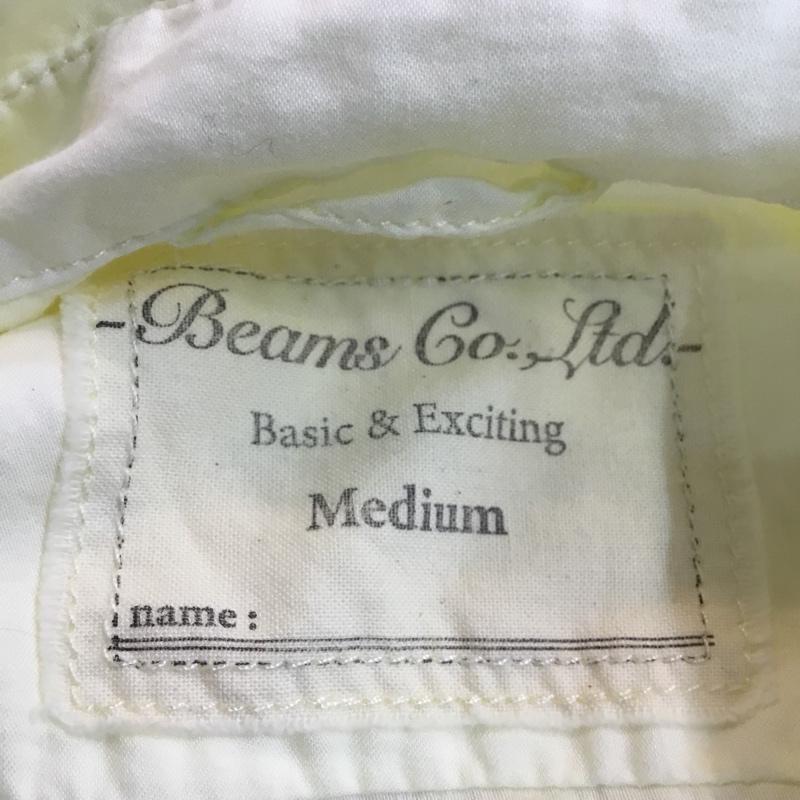 -Beams Co., Ltd.-
Basic & Exciting
Medium
name: